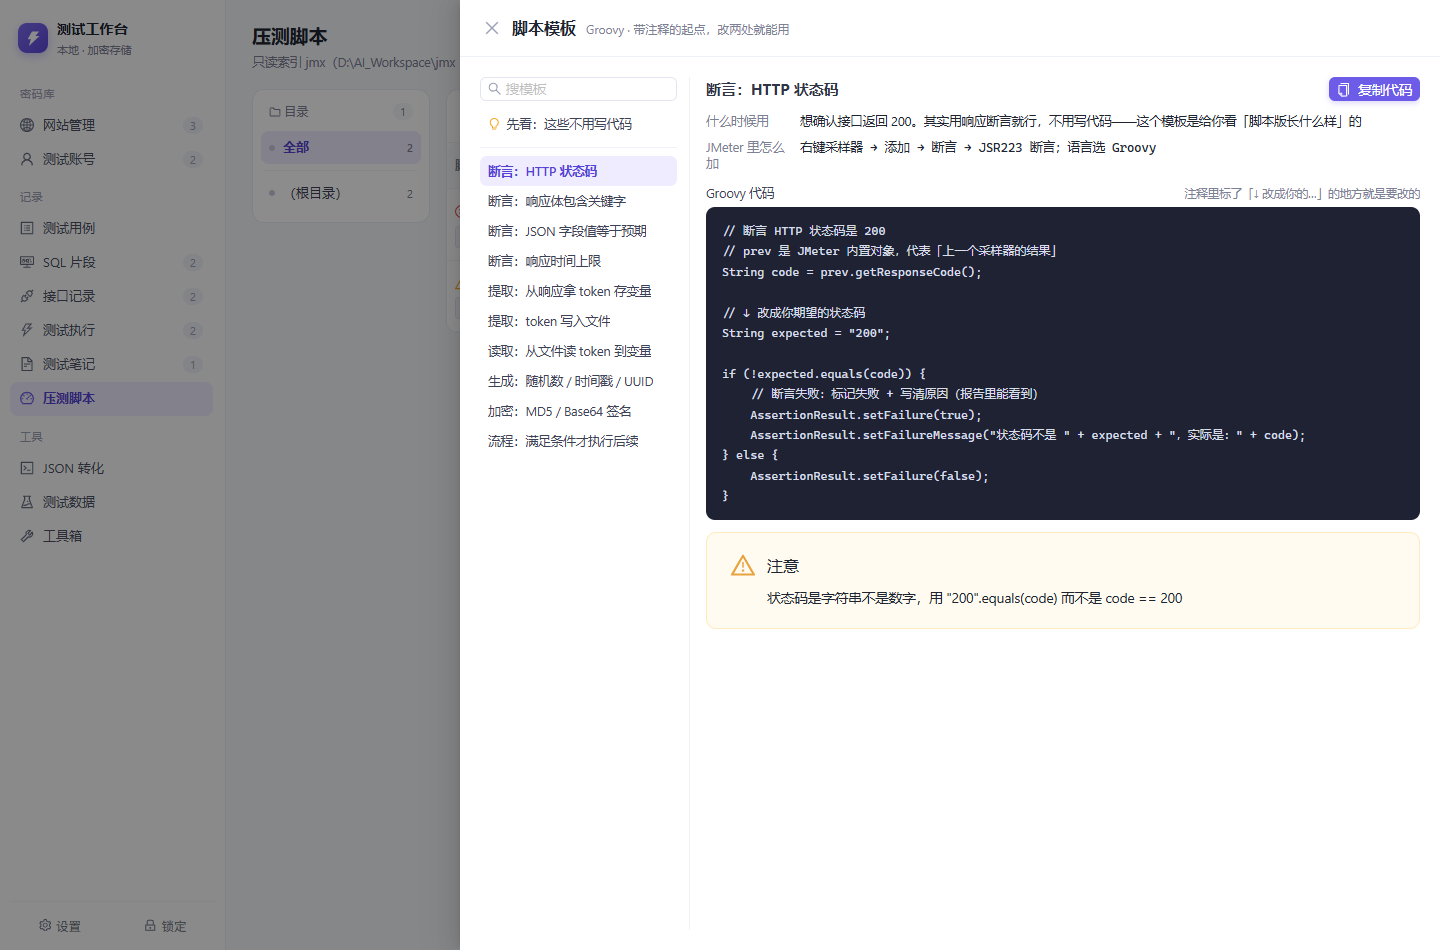 测试工作台
本地 · 加密存储
密码库
网站管理 3
测试账号 2
记录
测试用例
SQL 片段 2
接口记录 2
测试执行 2
测试笔记 1
压测脚本
工具
JSON 转化
测试数据
工具箱
设置 锁定
压测脚本
只读索引 jmx（D:\AI_Workspace\jmx
目录 1
全部 2
（根目录） 2
脚本模板 Groovy · 带注释的起点，改两处就能用
搜模板
先看：这些不用写代码
断言：HTTP 状态码
断言：响应体包含关键字
断言：JSON 字段值等于预期
断言：响应时间上限
提取：从响应拿 token 存变量
提取：token 写入文件
读取：从文件读 token 到变量
生成：随机数 / 时间戳 / UUID
加密：MD5 / Base64 签名
流程：满足条件才执行后续
断言：HTTP 状态码
复制代码
什么时候用 想确认接口返回 200。其实用响应断言就行，不用写代码——这个模板是给你看「脚本版长什么样」的
JMeter 里怎么加 右键采样器 → 添加 → 断言 → JSR223 断言；语言选 Groovy
Groovy 代码 注释里标了「↓ 改成你的…」的地方就是要改的
// 断言 HTTP 状态码是 200
// prev 是 JMeter 内置对象，代表「上一个采样器的结果」
String code = prev.getResponseCode();
// ↓ 改成你期望的状态码
String expected = "200";
if (!expected.equals(code)) {
// 断言失败：标记失败 + 写清原因（报告里能看到）
AssertionResult.setFailure(true);
AssertionResult.setFailureMessage("状态码不是 " + expected + "，实际是：" + code);
} else {
AssertionResult.setFailure(false);
}
注意
状态码是字符串不是数字，用 "200".equals(code) 而不是 code == 200